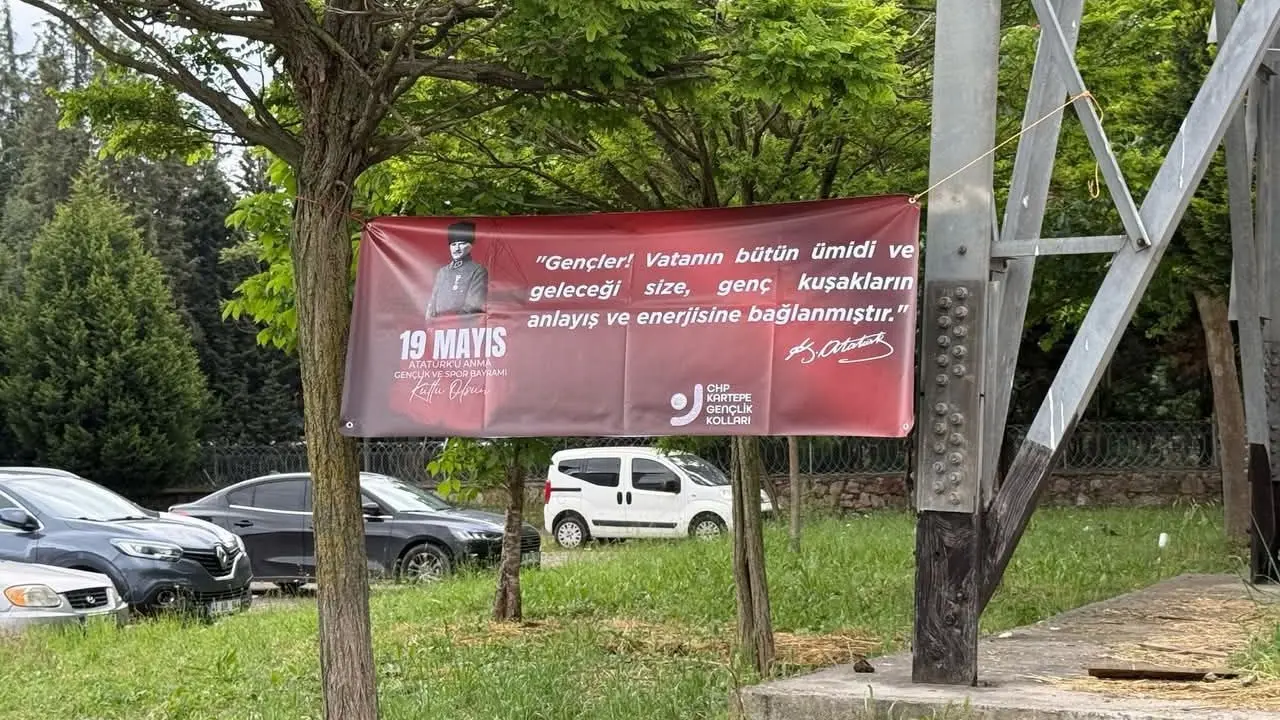 "Gençler! Vatanın bütün ümidi ve
geleceği size, genç kuşakların
anlayış ve enerjisine bağlanmıştır."
K. Atatürk
19 MAYIS
ATATÜRK'Ü ANMA
GENÇLİK VE SPOR BAYRAMI
Kutlu Olsun
CHP
KARTEPE
GENÇLİK
KOLLARI